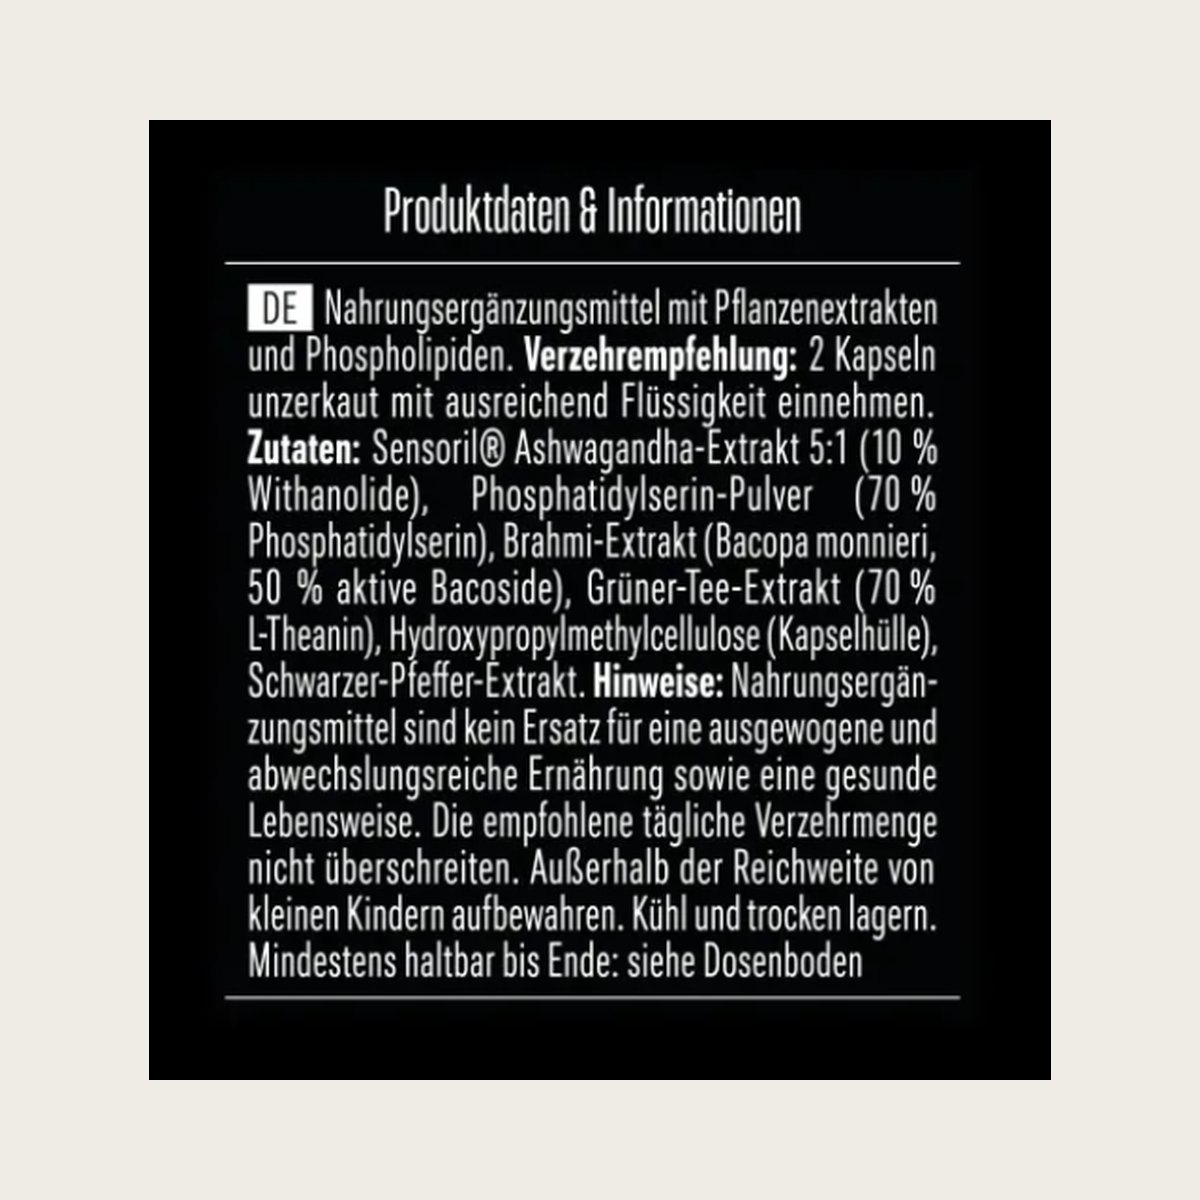 Produktdaten & Informationen
DE Nahrungsergänzungsmittel mit Pflanzenextrakten
und Phospholipiden. Verzehrempfehlung: 2 Kapseln
unzerkaut mit ausreichend Flüssigkeit einnehmen.
Zutaten: Sensoril® Ashwagandha-Extrakt 5:1 (10 %
Withanolide), Phosphatidylserin-Pulver (70 %
Phosphatidylserin), Brahmi-Extrakt (Bacopa monnieri,
50 % aktive Bacoside), Grüner-Tee-Extrakt (70 %
L-Theanin), Hydroxypropylmethylcellulose (Kapselhülle),
Schwarzer-Pfeffer-Extrakt. Hinweise: Nahrungsergän-
zungsmittel sind kein Ersatz für eine ausgewogene und
abwechslungsreiche Ernährung sowie eine gesunde
Lebensweise. Die empfohlene tägliche Verzehrmenge
nicht überschreiten. Außerhalb der Reichweite von
kleinen Kindern aufbewahren. Kühl und trocken lagern.
Mindestens haltbar bis Ende: siehe Dosenboden